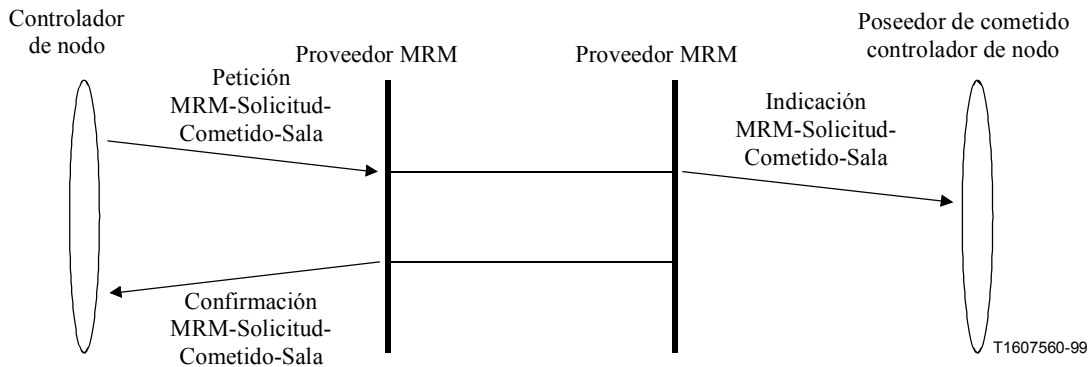 Controlador
de nodo
Proveedor MRM
Proveedor MRM
Poseedor de cometido
controlador de nodo
Petición
MRM-Solicitud-
Cometido-Sala
Indicación
MRM-Solicitud-
Cometido-Sala
Confirmación
MRM-Solicitud-
Cometido-Sala
T1607560-99